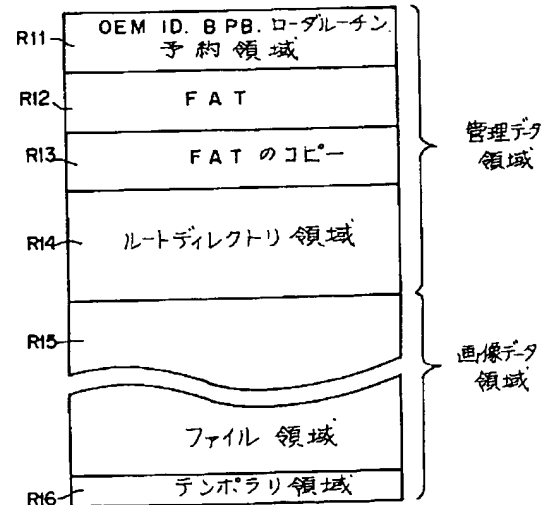 R11
OEM ID. BPB. ローダルーチン.
予約領域
R12
FAT
R13
FATのコピー
管理データ
領域
R14
ルートディレクトリ領域
R15
画像データ
領域
ファイル領域
R16
テンポラリ領域